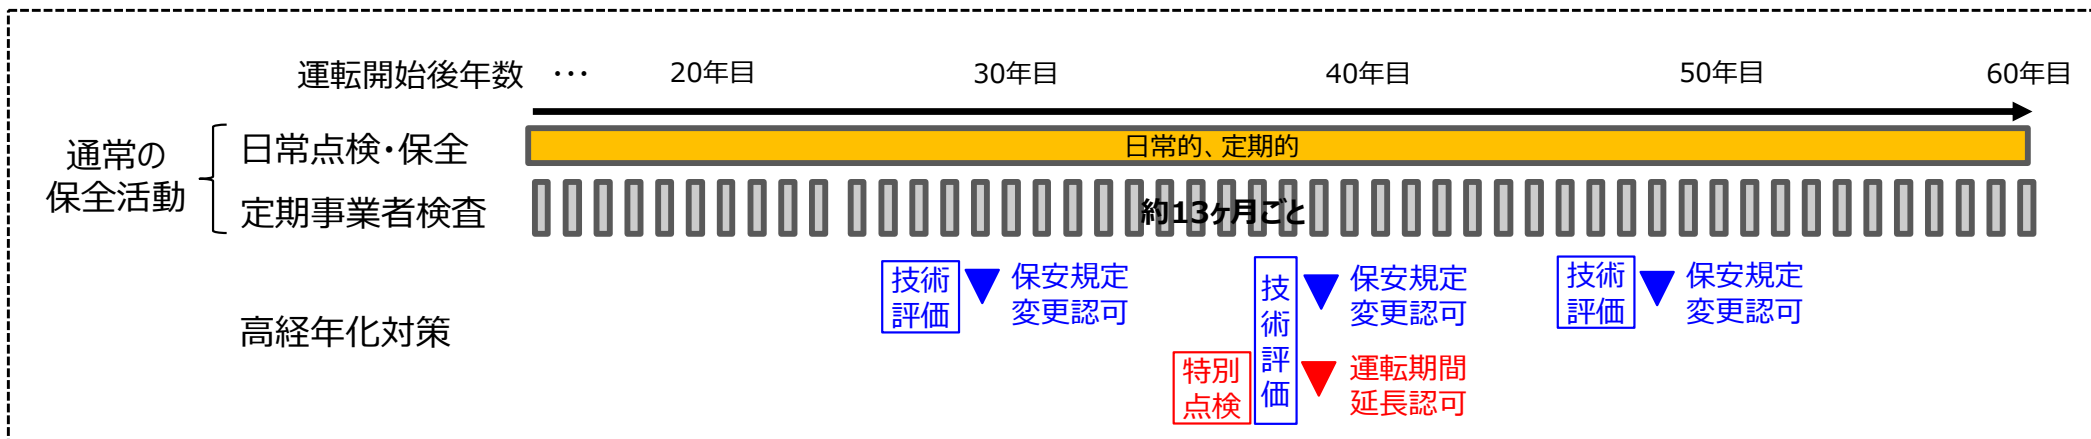 運転開始後年数 ･･･ 20年目 30年目 40年目 50年目 60年目
通常の
保全活動
日常点検・保全
日常的、定期的
定期事業者検査
約13ヶ月ごと
高経年化対策
技術
評価
保安規定
変更認可
特別
点検
技
術
評
価
保安規定
変更認可
運転期間
延長認可
技術
評価
保安規定
変更認可